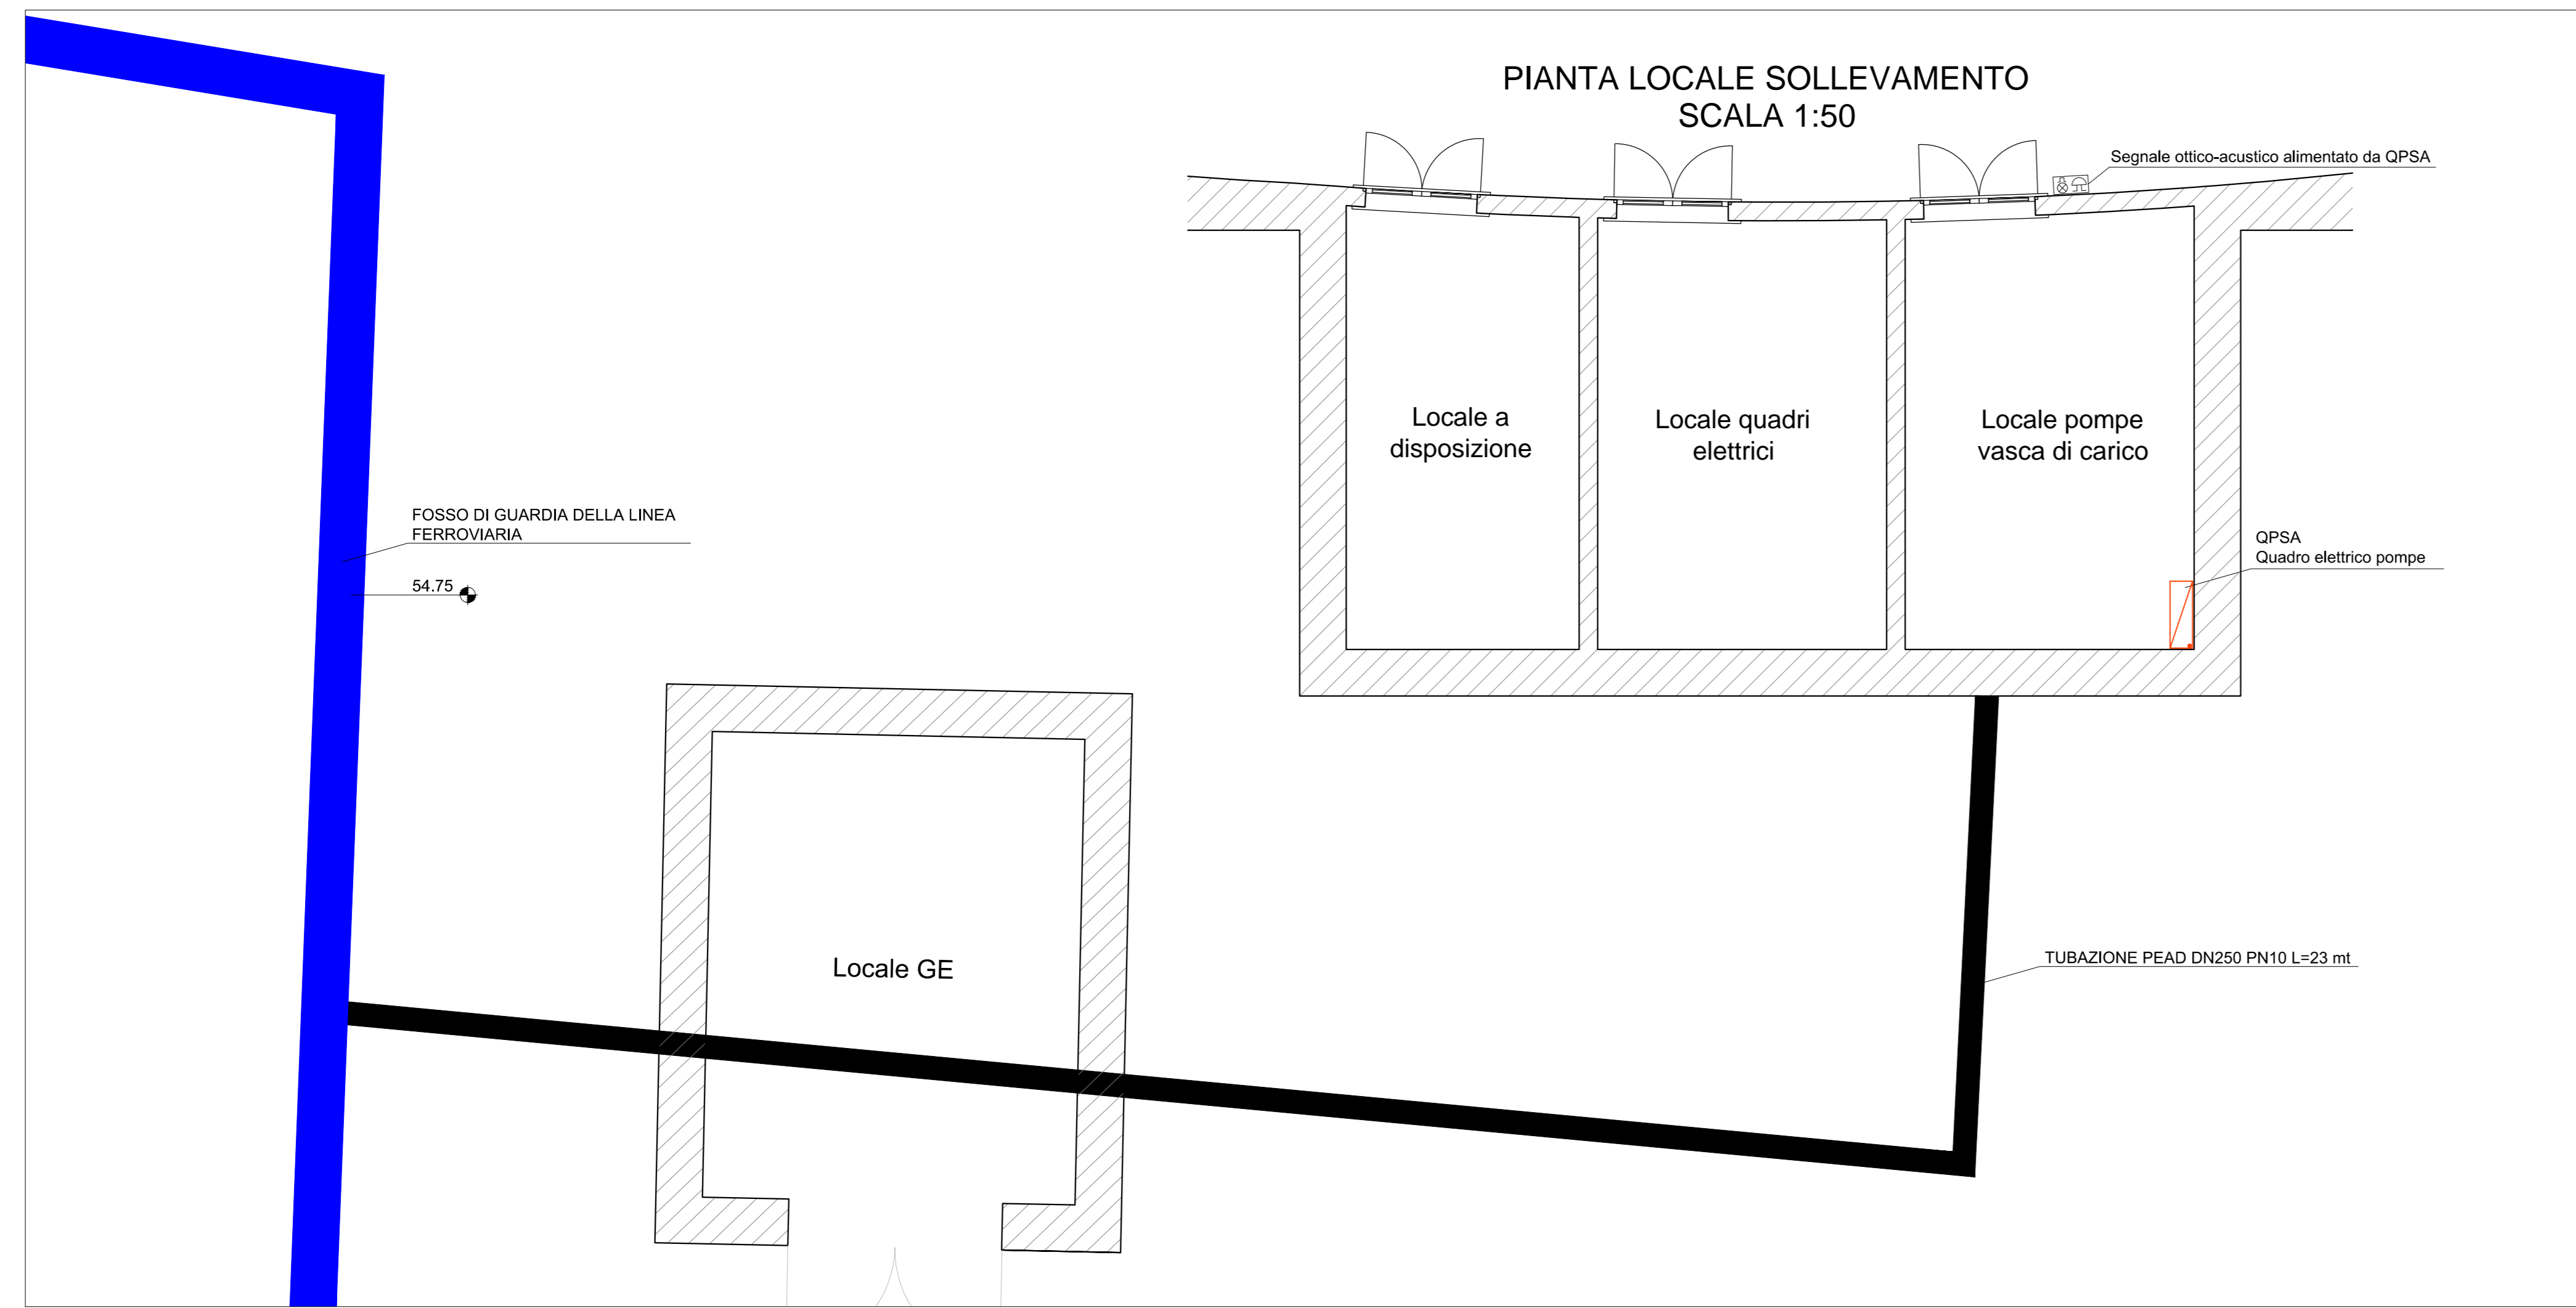 PIANTA LOCALE SOLLEVAMENTO
SCALA 1:50
Segnale ottico-acustico alimentato da QPSA
Locale a
disposizione
Locale quadri
elettrici
Locale pompe
vasca di carico
FOSSO DI GUARDIA DELLA LINEA
FERROVIARIA
54.75
QPSA
Quadro elettrico pompe
Locale GE
TUBAZIONE PEAD DN250 PN10 L=23 mt